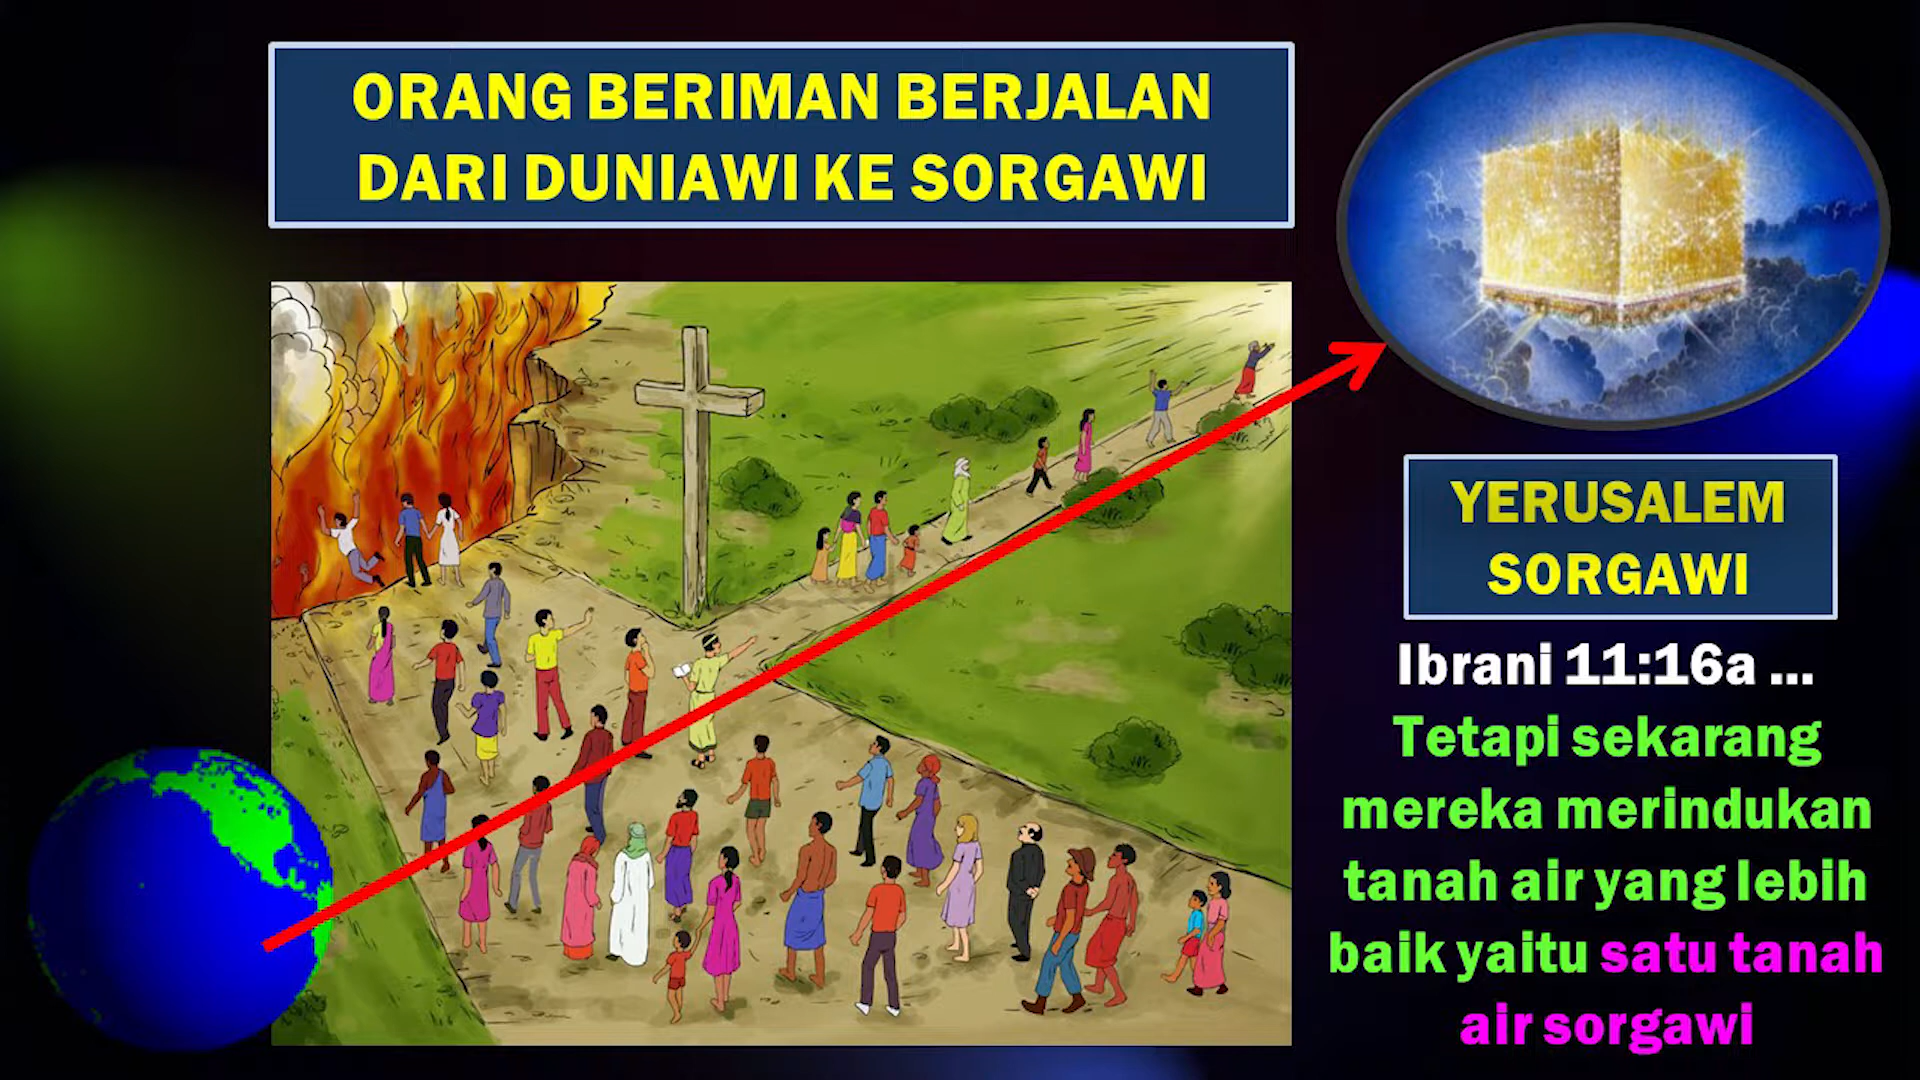 ORANG BERIMAN BERJALAN
DARI DUNIAWI KE SORGAWI
YERUSALEM
SORGAWI
Ibrani 11:16a ...
Tetapi sekarang
mereka merindukan
tanah air yang lebih
baik yaitu satu tanah
air sorgawi